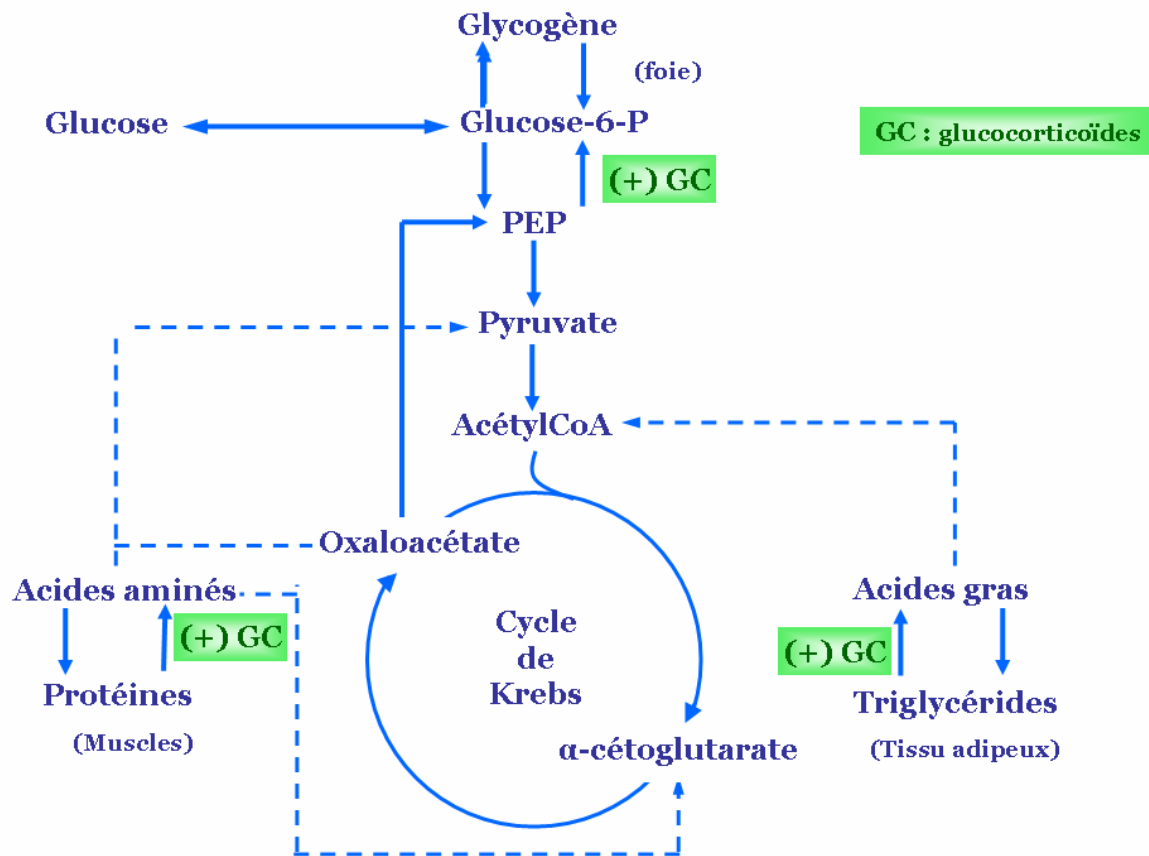 Glycogène
(foie)
Glucose
Glucose-6-P
GC : glucocorticoïdes
(+) GC
PEP
Pyruvate
AcétylCoA
Oxaloacétate
Acides aminés
Acides gras
(+) GC
Cycle
de
Krebs
(+) GC
Protéines
Triglycérides
(Muscles)
α-cétoglutarate
(Tissu adipeux)